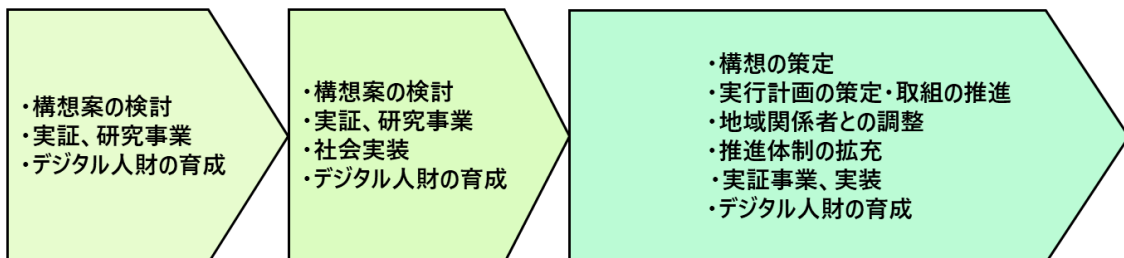 ・構想案の検討
・実証、研究事業
・デジタル人財の育成
・構想案の検討
・実証、研究事業
・社会実装
・デジタル人財の育成
・構想の策定
・実行計画の策定・取組の推進
・地域関係者との調整
・推進体制の拡充
・実証事業、実装
・デジタル人財の育成